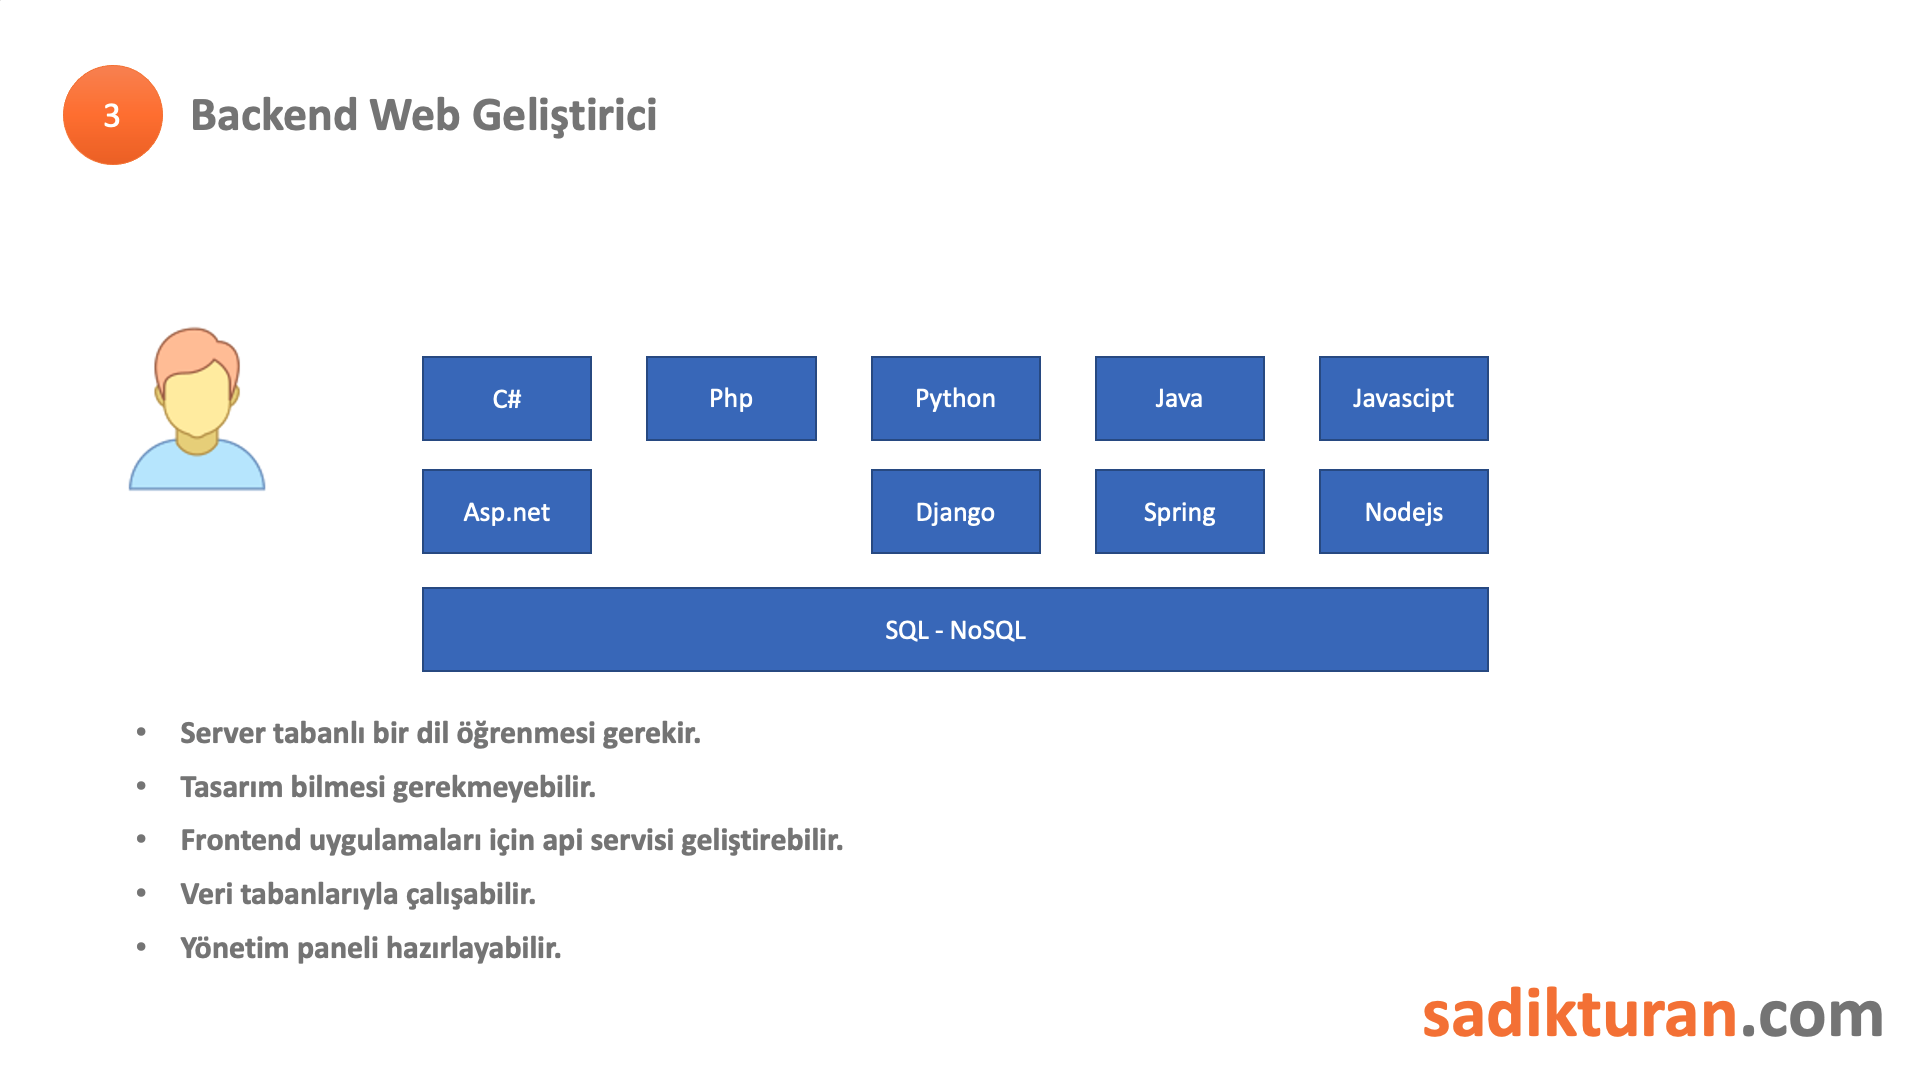 3
Backend Web Geliştirici
C#
Php
Python
Java
Javascipt
Asp.net
Django
Spring
Nodejs
SQL - NoSQL
• Server tabanlı bir dil öğrenmesi gerekir.
• Tasarım bilmesi gerekmeyebilir.
• Frontend uygulamaları için api servisi geliştirebilir.
• Veri tabanlarıyla çalışabilir.
• Yönetim paneli hazırlayabilir.
sadikturan.com